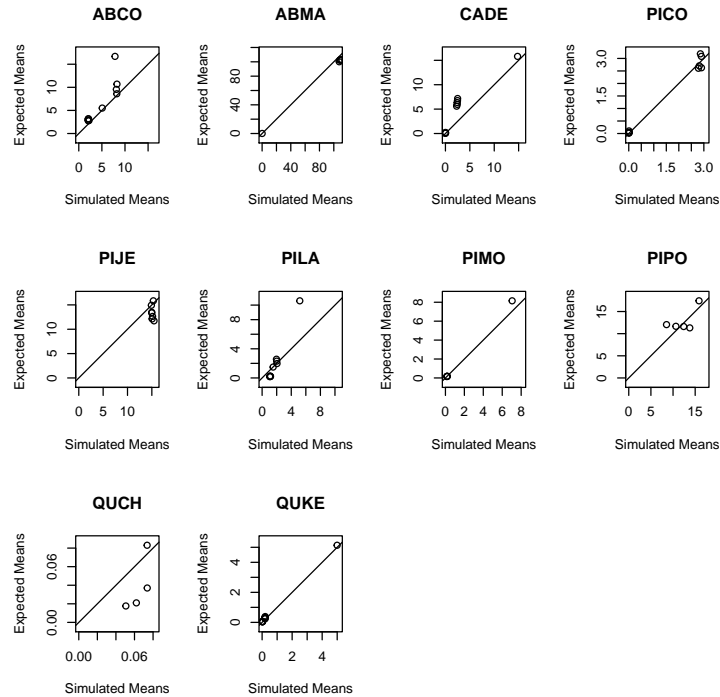 ABCO
ABMA
CADE
PICO
Expected Means
0 5 10
0 5 10
Simulated Means
Expected Means
0 40 80
0 40 80
Simulated Means
Expected Means
0 5 10
0 5 10
Simulated Means
Expected Means
0.0 1.5 3.0
0.0 1.5 3.0
Simulated Means
PIJE
PILA
PIMO
PIPO
Expected Means
0 5 10
0 5 10
Simulated Means
Expected Means
0 4 8
0 4 8
Simulated Means
Expected Means
0 2 4 6 8
0 2 4 6 8
Simulated Means
Expected Means
0 5 15
0 5 15
Simulated Means
QUCH
QUKE
Expected Means
0.00 0.06
0.00 0.06
Simulated Means
Expected Means
0 2 4
0 2 4
Simulated Means